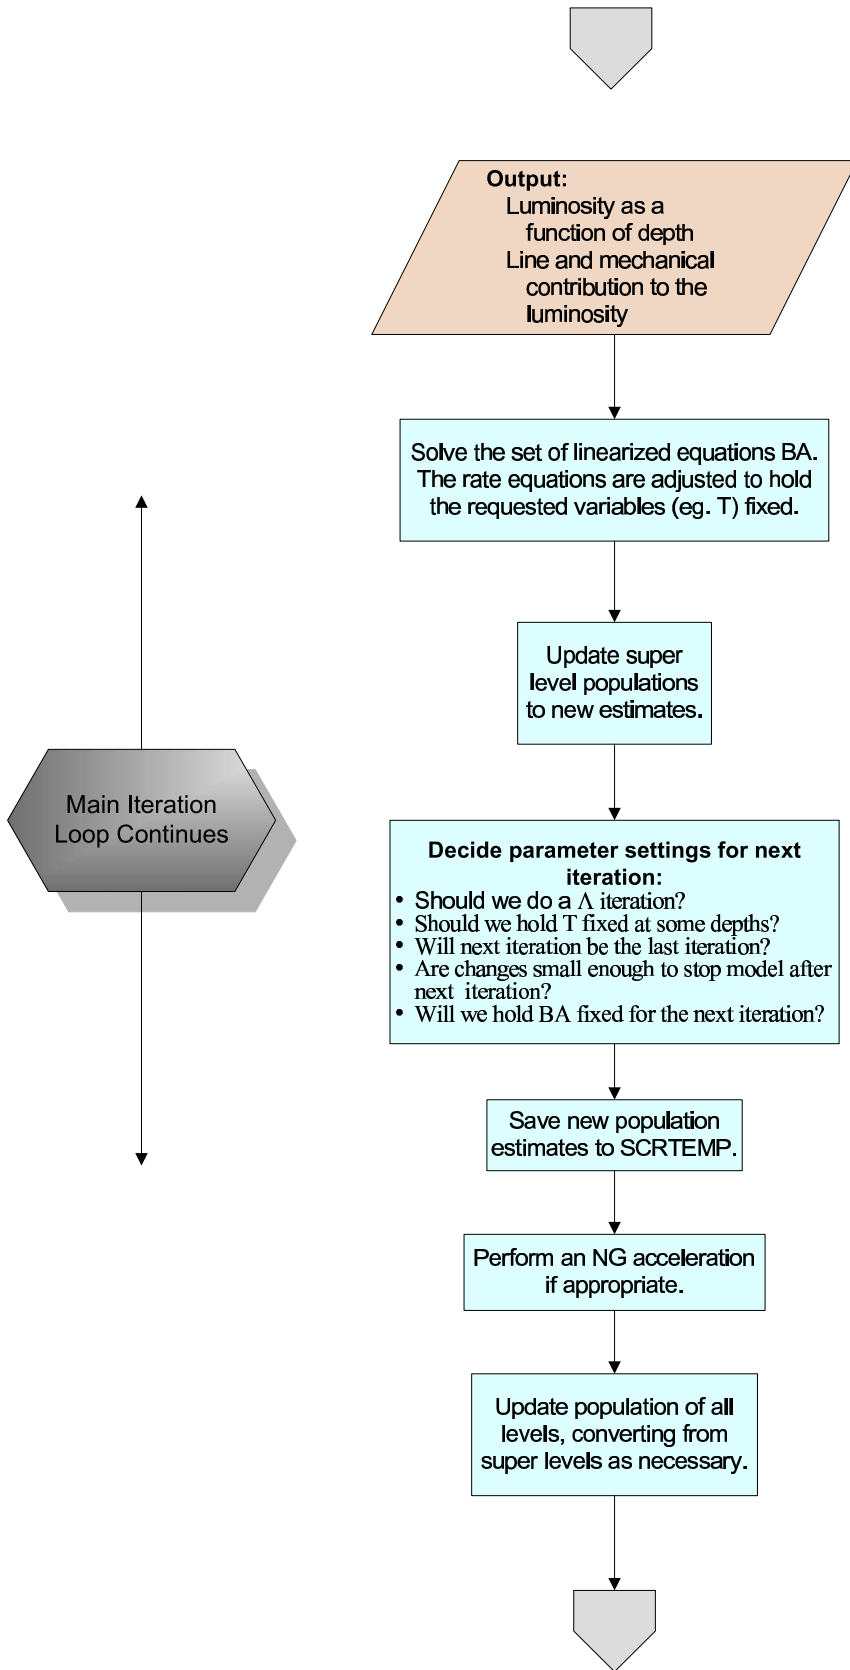 Output:
Luminosity as a
function of depth
Line and mechanical
contribution to the
luminosity
Solve the set of linearized equations BA.
The rate equations are adjusted to hold
the requested variables (eg. T) fixed.
Update super
level populations
to new estimates.
Main Iteration
Loop Continues
Decide parameter settings for next
iteration:
• Should we do a Λ iteration?
• Should we hold T fixed at some depths?
• Will next iteration be the last iteration?
• Are changes small enough to stop model after
next iteration?
• Will we hold BA fixed for the next iteration?
Save new population
estimates to SCRTEMP.
Perform an NG acceleration
if appropriate.
Update population of all
levels, converting from
super levels as necessary.